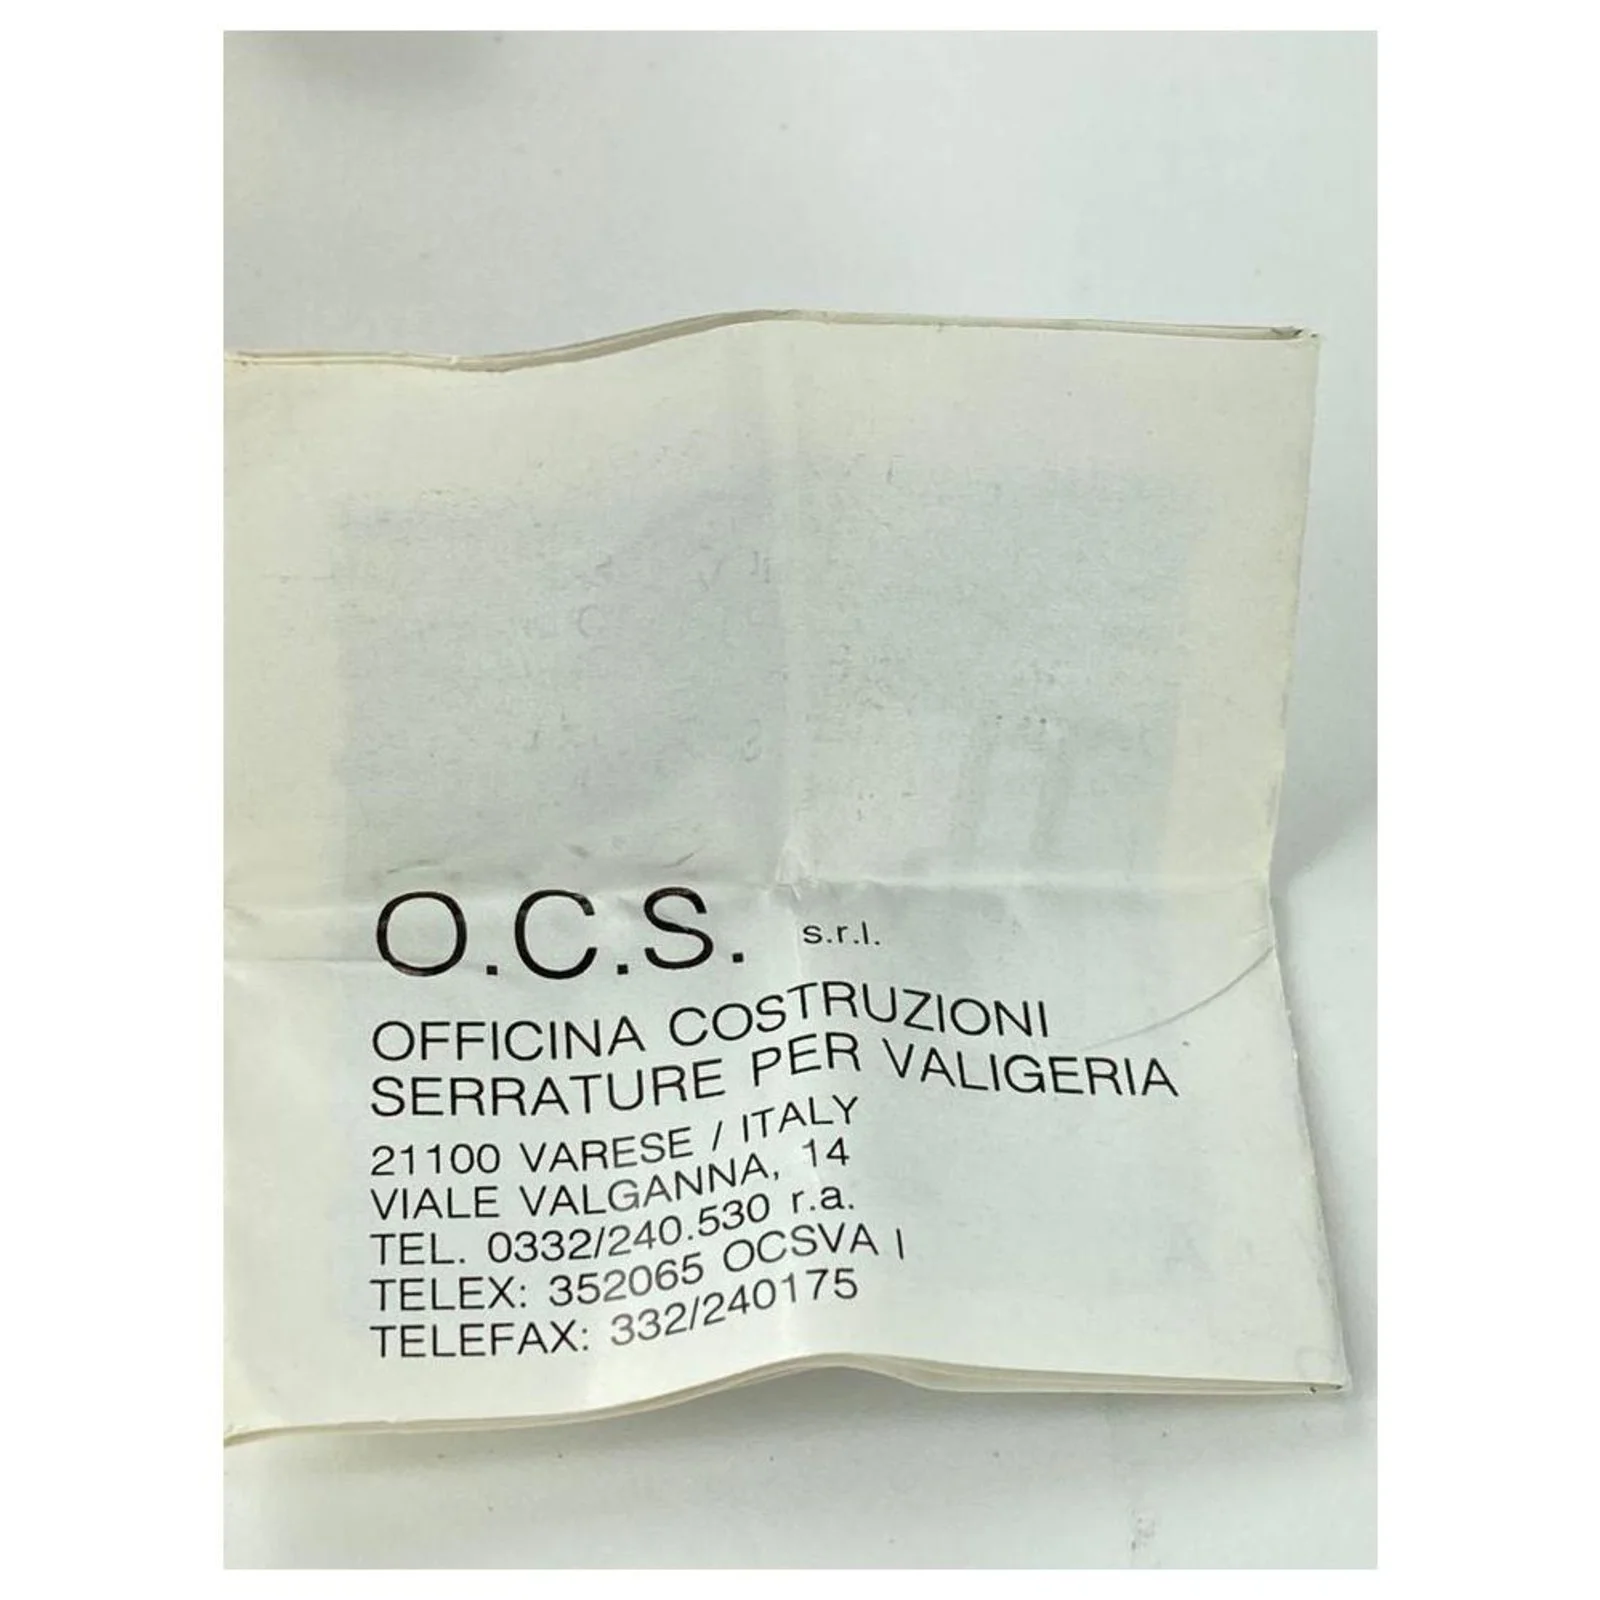 O.C.S. s.r.l.
OFFICINA COSTRUZIONI
SERRATURE PER VALIGERIA
21100 VARESE / ITALY
VIALE VALGANNA, 14
TEL. 0332/240.530 r.a.
TELEX: 352065 OCSVA I
TELEFAX: 332/240175